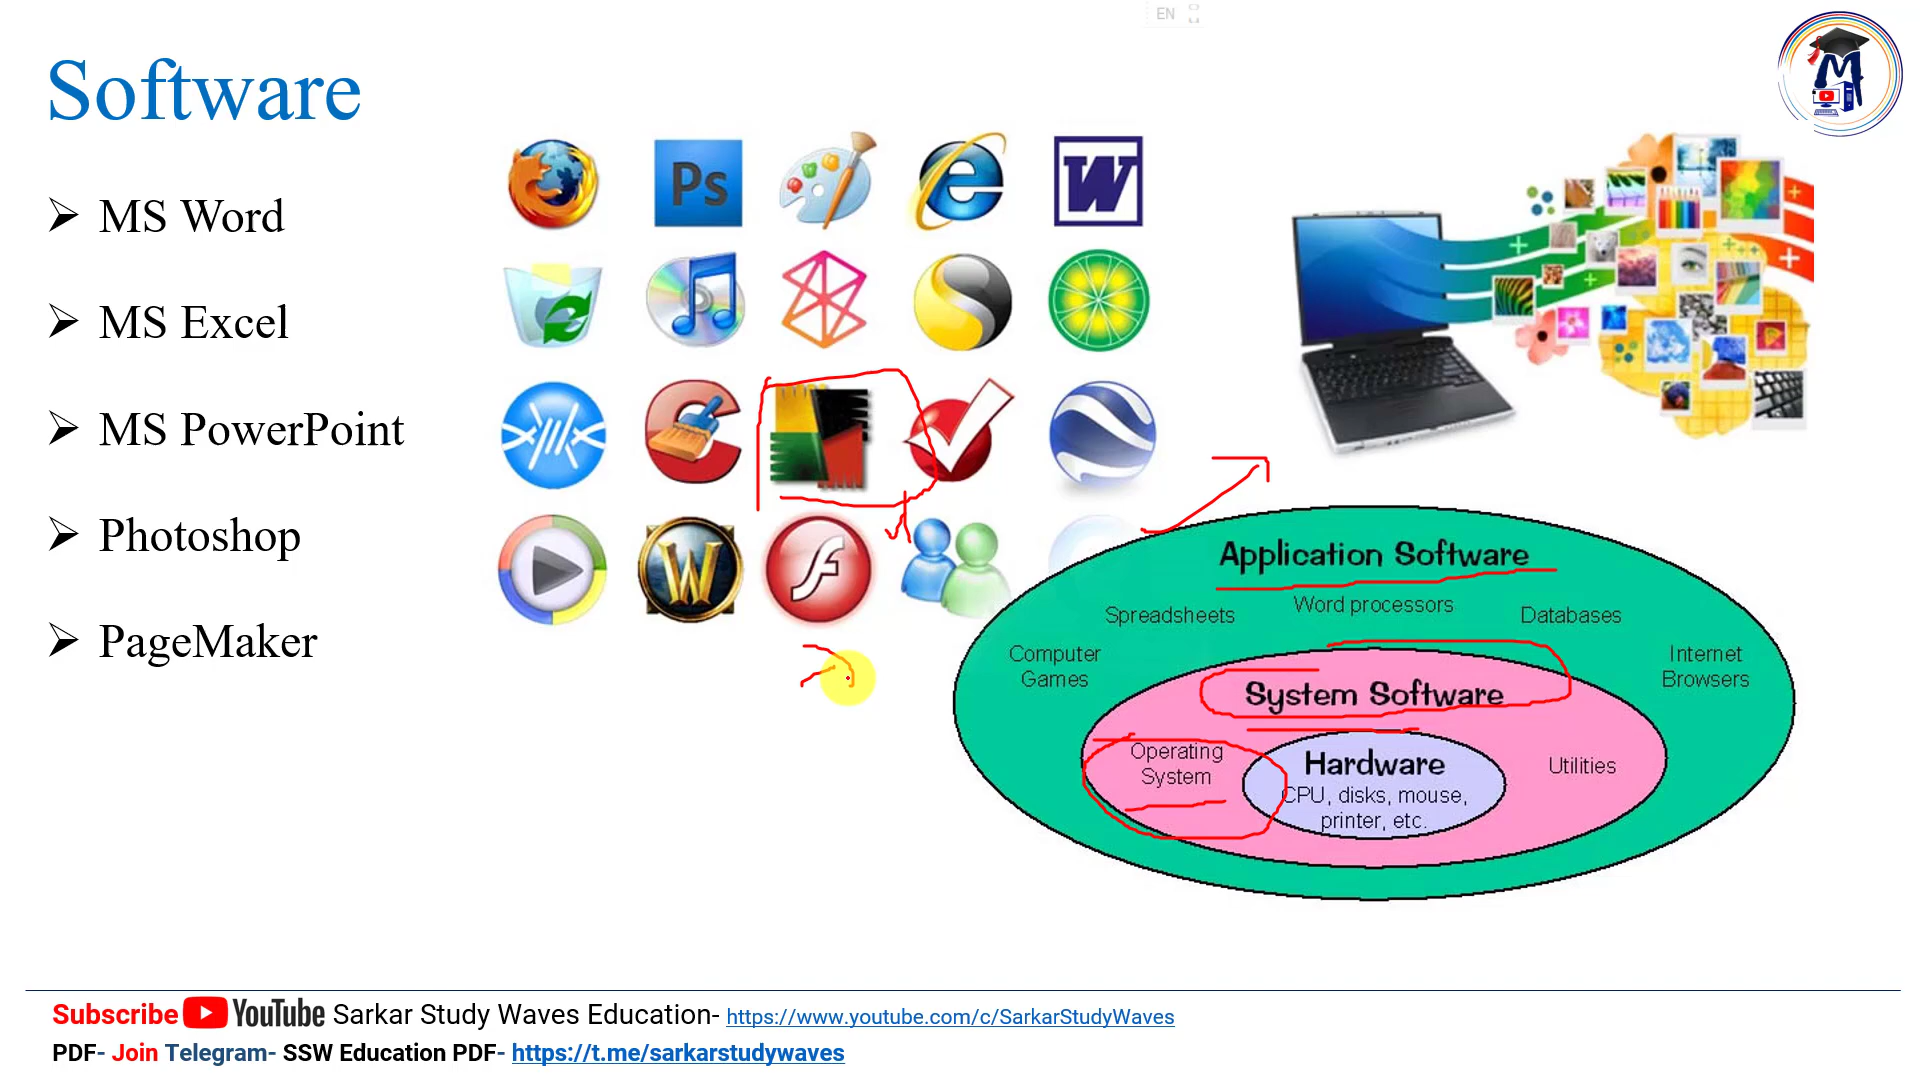 EN
Software
MS Word
MS Excel
MS PowerPoint
Photoshop
PageMaker
Ps
W
W
M
Application Software
Spreadsheets
Word processors
Databases
Computer
Games
Internet
Browsers
System Software
Operating
System
Utilities
Hardware
CPU, disks, mouse,
printer, etc.
Subscribe YouTube Sarkar Study Waves Education- https://www.youtube.com/c/SarkarStudyWaves
PDF- Join Telegram- SSW Education PDF- https://t.me/sarkarstudywaves